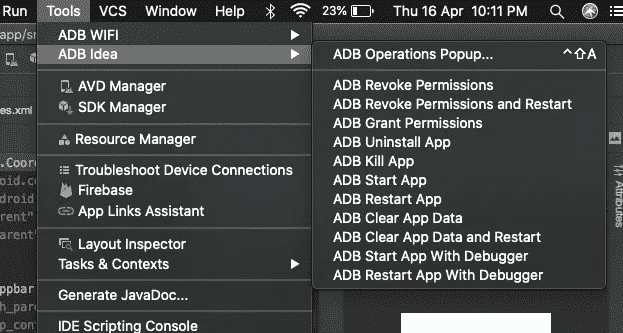 Run Tools VCS Window Help 23% Thu 16 Apr 10:11 PM
app/sr
es.xml
.Coord
roid.co
droid
arent"
arent"
ppbar
h_pare
p_cont
ADB WIFI
ADB Idea
AVD Manager
SDK Manager
Resource Manager
Troubleshoot Device Connections
Firebase
App Links Assistant
Layout Inspector
Tasks & Contexts
Generate JavaDoc...
IDE Scripting Console
ADB Operations Popup... ^⇧A
ADB Revoke Permissions
ADB Revoke Permissions and Restart
ADB Grant Permissions
ADB Uninstall App
ADB Kill App
ADB Start App
ADB Restart App
ADB Clear App Data
ADB Clear App Data and Restart
ADB Start App With Debugger
ADB Restart App With Debugger
Attributes